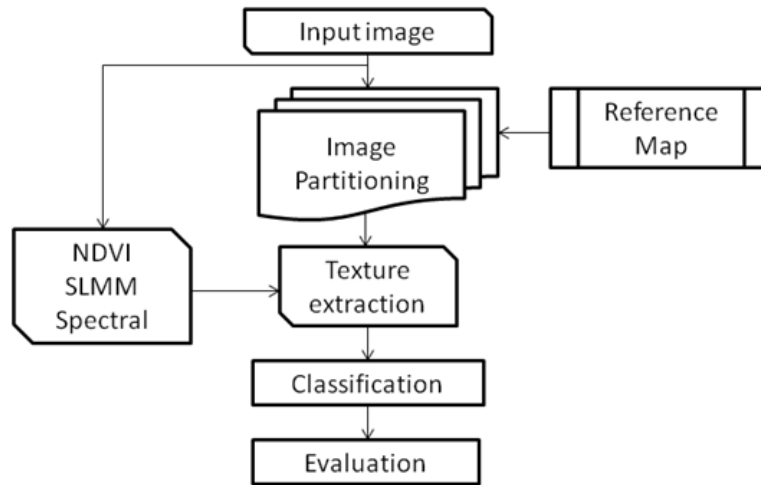 Input image
Image
Partitioning
Reference
Map
NDVI
SLMM
Spectral
Texture
extraction
Classification
Evaluation